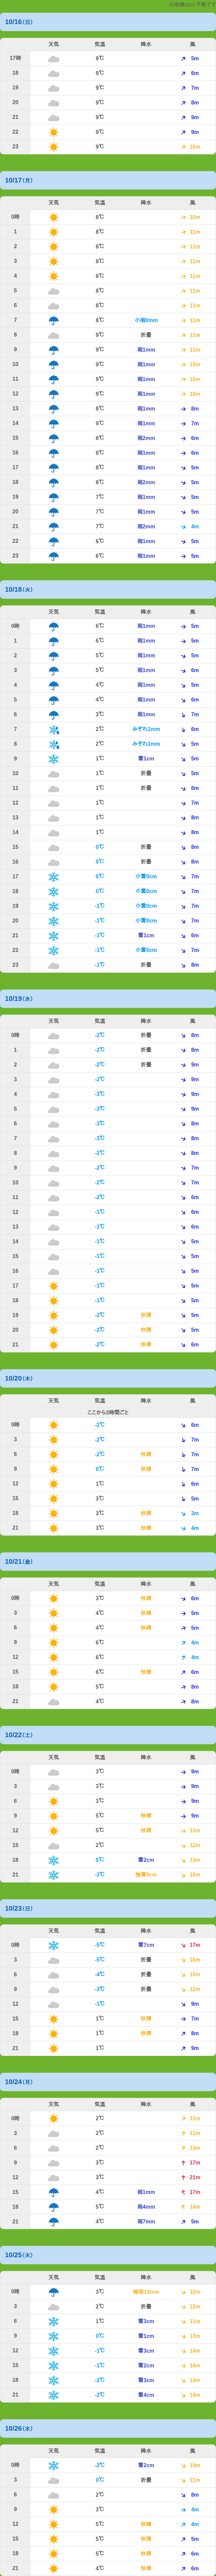 10/16(日)
天気 気温 降水 風
17時 9℃ 5m
18 9℃ 6m
19 9℃ 7m
20 9℃ 8m
21 9℃ 9m
22 9℃ 9m
23 9℃ 10m
10/17(月)
天気 気温 降水 風
0時 8℃ 10m
1 8℃ 11m
2 8℃ 11m
3 8℃ 11m
4 8℃ 11m
5 8℃ 11m
6 8℃ 11m
7 8℃ 小雨0mm 11m
8 9℃ 折曇 11m
9 9℃ 雨1mm 11m
10 9℃ 雨1mm 10m
11 9℃ 雨1mm 10m
12 9℃ 雨1mm 10m
13 8℃ 雨1mm 8m
14 9℃ 雨1mm 7m
15 8℃ 雨2mm 6m
16 8℃ 雨1mm 6m
17 8℃ 雨1mm 5m
18 8℃ 雨2mm 5m
19 7℃ 雨1mm 5m
20 7℃ 雨1mm 5m
21 7℃ 雨2mm 4m
22 6℃ 雨1mm 5m
23 6℃ 雨1mm 5m
10/18(火)
天気 気温 降水 風
0時 6℃ 雨1mm 5m
1 6℃ 雨1mm 5m
2 5℃ 雨1mm 5m
3 5℃ 雨1mm 6m
4 4℃ 雨1mm 5m
5 4℃ 雨1mm 6m
6 3℃ 雨1mm 7m
7 2℃ みぞれ1mm 6m
8 2℃ みぞれ1mm 5m
9 1℃ 雪1cm 5m
10 1℃ 折曇 5m
11 1℃ 折曇 6m
12 1℃ 7m
13 1℃ 8m
14 1℃ 8m
15 0℃ 折曇 8m
16 0℃ 折曇 8m
17 0℃ 小雪0cm 7m
18 0℃ 小雪0cm 7m
19 -1℃ 小雪0cm 7m
20 -1℃ 小雪0cm 7m
21 -1℃ 雪1cm 6m
22 -1℃ 小雪0cm 7m
23 -1℃ 折曇 8m
10/19(水)
天気 気温 降水 風
0時 -2℃ 折曇 8m
1 -2℃ 折曇 9m
2 -2℃ 折曇 9m
3 -2℃ 9m
4 -3℃ 9m
5 -3℃ 9m
6 -3℃ 8m
7 -3℃ 8m
8 -2℃ 8m
9 -2℃ 7m
10 -2℃ 7m
11 -2℃ 6m
12 -1℃ 6m
13 -1℃ 6m
14 -1℃ 5m
15 -1℃ 5m
16 -1℃ 5m
17 -1℃ 5m
18 -1℃ 5m
19 -2℃ 快晴 5m
20 -2℃ 快晴 5m
21 -2℃ 快晴 6m
10/20(木)
天気 気温 降水 風
ここから3時間ごと
0時 -2℃ 6m
3 -2℃ 7m
6 -2℃ 快晴 7m
9 0℃ 快晴 7m
12 1℃ 6m
15 3℃ 5m
18 3℃ 快晴 3m
21 3℃ 快晴 4m
10/21(金)
天気 気温 降水 風
0時 3℃ 快晴 6m
3 4℃ 快晴 5m
6 4℃ 快晴 5m
9 6℃ 4m
12 6℃ 4m
15 6℃ 快晴 6m
18 5℃ 8m
21 4℃ 8m
10/22(土)
天気 気温 降水 風
0時 3℃ 9m
3 3℃ 9m
6 3℃ 9m
9 5℃ 快晴 9m
12 5℃ 快晴 11m
15 2℃ 12m
18 0℃ 雪2cm 13m
21 -3℃ 強雪9cm 15m
10/23(日)
天気 気温 降水 風
0時 -5℃ 雪7cm 17m
3 -5℃ 折曇 16m
6 -4℃ 折曇 15m
9 -2℃ 折曇 12m
12 -1℃ 9m
15 1℃ 快晴 7m
18 1℃ 快晴 8m
21 1℃ 9m
10/24(月)
天気 気温 降水 風
0時 2℃ 11m
3 2℃ 11m
6 2℃ 13m
9 3℃ 17m
12 3℃ 21m
15 4℃ 雨1mm 17m
18 5℃ 雨4mm 14m
21 4℃ 雨7mm 5m
10/25(火)
天気 気温 降水 風
0時 3℃ 強雨13mm 12m
3 2℃ 折曇 12m
6 1℃ 雪3cm 11m
9 0℃ 雪1cm 13m
12 -1℃ 雪3cm 14m
15 -1℃ 雪2cm 14m
18 -2℃ 雪3cm 14m
21 -2℃ 雪4cm 14m
10/26(水)
天気 気温 降水 風
0時 -2℃ 雪2cm 14m
3 0℃ 折曇 11m
6 2℃ 8m
9 3℃ 4m
12 5℃ 快晴 4m
15 5℃ 快晴 5m
18 5℃ 快晴 6m
21 4℃ 快晴 6m